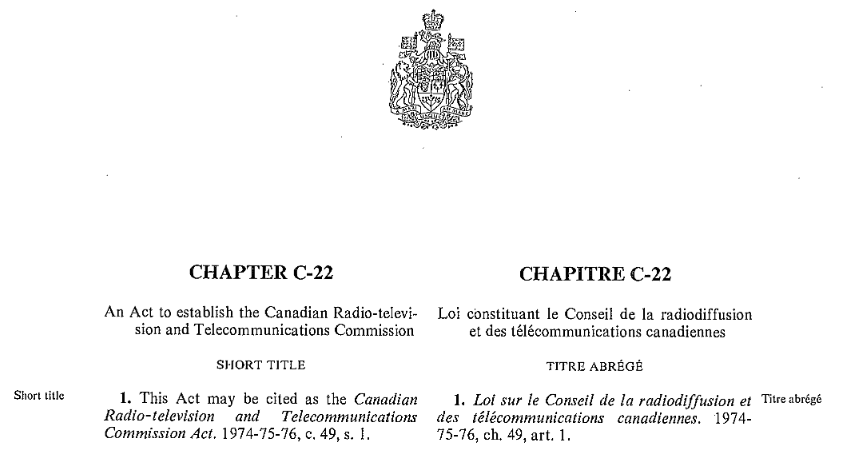 CHAPTER C-22
An Act to establish the Canadian Radio-televi-
sion and Telecommunications Commission
SHORT TITLE
Short title
1. This Act may be cited as the Canadian
Radio-television and Telecommunications
Commission Act. 1974-75-76, c. 49, s. 1.
CHAPITRE C-22
Loi constituant le Conseil de la radiodiffusion
et des télécommunications canadiennes
TITRE ABRÉGÉ
1. Loi sur le Conseil de la radiodiffusion et
des télécommunications canadiennes. 1974-
75-76, ch. 49, art. 1.
Titre abrégé